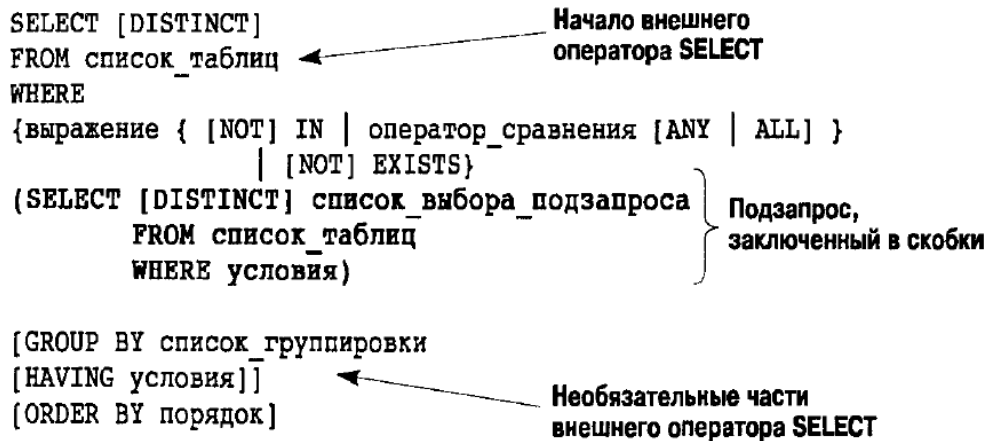 SELECT [DISTINCT]
FROM список_таблиц
Начало внешнего
оператора SELECT
WHERE
{выражение { [NOT] IN | оператор_сравнения [ANY | ALL] }
| [NOT] EXISTS}
(SELECT [DISTINCT] список_выбора_подзапроса
FROM список_таблиц
WHERE условия)
Подзапрос,
заключенный в скобки
[GROUP BY список_группировки
[HAVING условия]]
[ORDER BY порядок]
Необязательные части
внешнего оператора SELECT